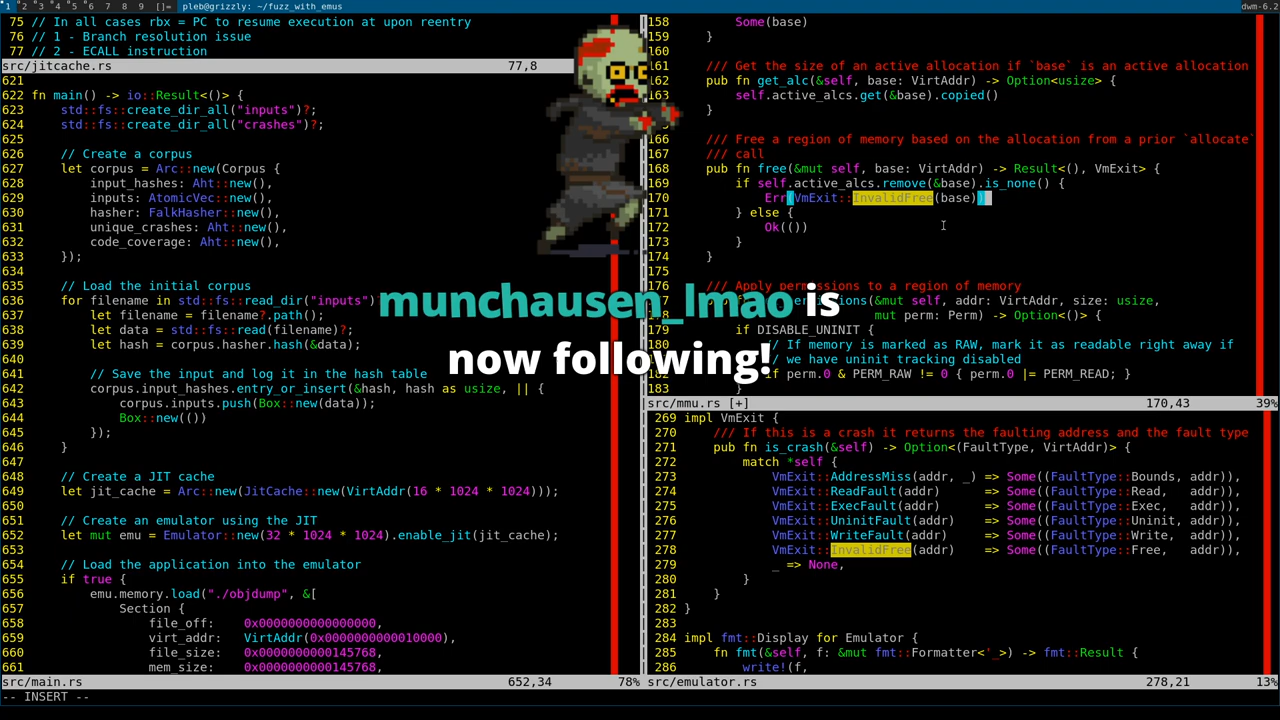 1 2 3 4 5 6 7 8 9 []= pleb@grizzly: ~/fuzz_with_emus dwm-6.2
75 // In all cases rbx = PC to resume execution at upon reentry
76 // 1 - Branch resolution issue
77 // 2 - ECALL instruction
src/jitcache.rs 77,8
621
622 fn main() -> io::Result<()> {
623     std::fs::create_dir_all("inputs")?;
624     std::fs::create_dir_all("crashes")?;
625
626     // Create a corpus
627     let corpus = Arc::new(Corpus {
628         input_hashes: Aht::new(),
629         inputs: AtomicVec::new(),
630         hasher: FalkHasher::new(),
631         unique_crashes: Aht::new(),
632         code_coverage: Aht::new(),
633     });
634
635     // Load the initial corpus
636     for filename in std::fs::read_dir("inputs")
637         let filename = filename?.path();
638         let data = std::fs::read(filename)?;
639         let hash = corpus.hasher.hash(&data);
640
641         // Save the input and log it in the hash table
642         corpus.input_hashes.entry_or_insert(&hash, hash as usize, || {
643             corpus.inputs.push(Box::new(data));
644             Box::new(())
645         });
646     }
647
648     // Create a JIT cache
649     let jit_cache = Arc::new(JitCache::new(VirtAddr(16 * 1024 * 1024)));
650
651     // Create an emulator using the JIT
652     let mut emu = Emulator::new(32 * 1024 * 1024).enable_jit(jit_cache);
653
654     // Load the application into the emulator
655     if true {
656         emu.memory.load("./objdump", &[
657             Section {
658                 file_off:    0x0000000000000000,
659                 virt_addr:   VirtAddr(0x0000000000010000),
660                 file_size:   0x0000000000145768,
661                 mem_size:    0x0000000000145768,
src/main.rs 652,34 78%
-- INSERT --
munchausen_lmao is
now following!
158         Some(base)
159     }
160
161     /// Get the size of an active allocation if `base` is an active allocation
162     pub fn get_alc(&self, base: VirtAddr) -> Option<usize> {
163         self.active_alcs.get(&base).copied()
164     }
165
166     /// Free a region of memory based on the allocation from a prior `allocate`
167     /// call
168     pub fn free(&mut self, base: VirtAddr) -> Result<(), VmExit> {
169         if self.active_alcs.remove(&base).is_none() {
170             Err(VmExit::InvalidFree(base))
171         } else {
172             Ok(())
173         }
174     }
175
176     /// Apply permissions to a region of memory
(&mut self, addr: VirtAddr, size: usize,
mut perm: Perm) -> Option<()> {
179         if DISABLE_UNINIT {
180             // If memory is marked as RAW, mark it as readable right away if
// we have uninit tracking disabled
182             if perm.0 & PERM_RAW != 0 { perm.0 |= PERM_READ; }
183         }
src/mmu.rs [+] 170,43 39%
269 impl VmExit {
270     /// If this is a crash it returns the faulting address and the fault type
271     pub fn is_crash(&self) -> Option<(FaultType, VirtAddr)> {
272         match *self {
273             VmExit::AddressMiss(addr, _) => Some((FaultType::Bounds, addr)),
274             VmExit::ReadFault(addr)      => Some((FaultType::Read,   addr)),
275             VmExit::ExecFault(addr)      => Some((FaultType::Exec,   addr)),
276             VmExit::UninitFault(addr)    => Some((FaultType::Uninit, addr)),
277             VmExit::WriteFault(addr)     => Some((FaultType::Write,  addr)),
278             VmExit::InvalidFree(addr)    => Some((FaultType::Free,   addr)),
279             _ => None,
280         }
281     }
282 }
283
284 impl fmt::Display for Emulator {
285     fn fmt(&self, f: &mut fmt::Formatter<'_>) -> fmt::Result {
286         write!(f,
src/emulator.rs 278,21 13%